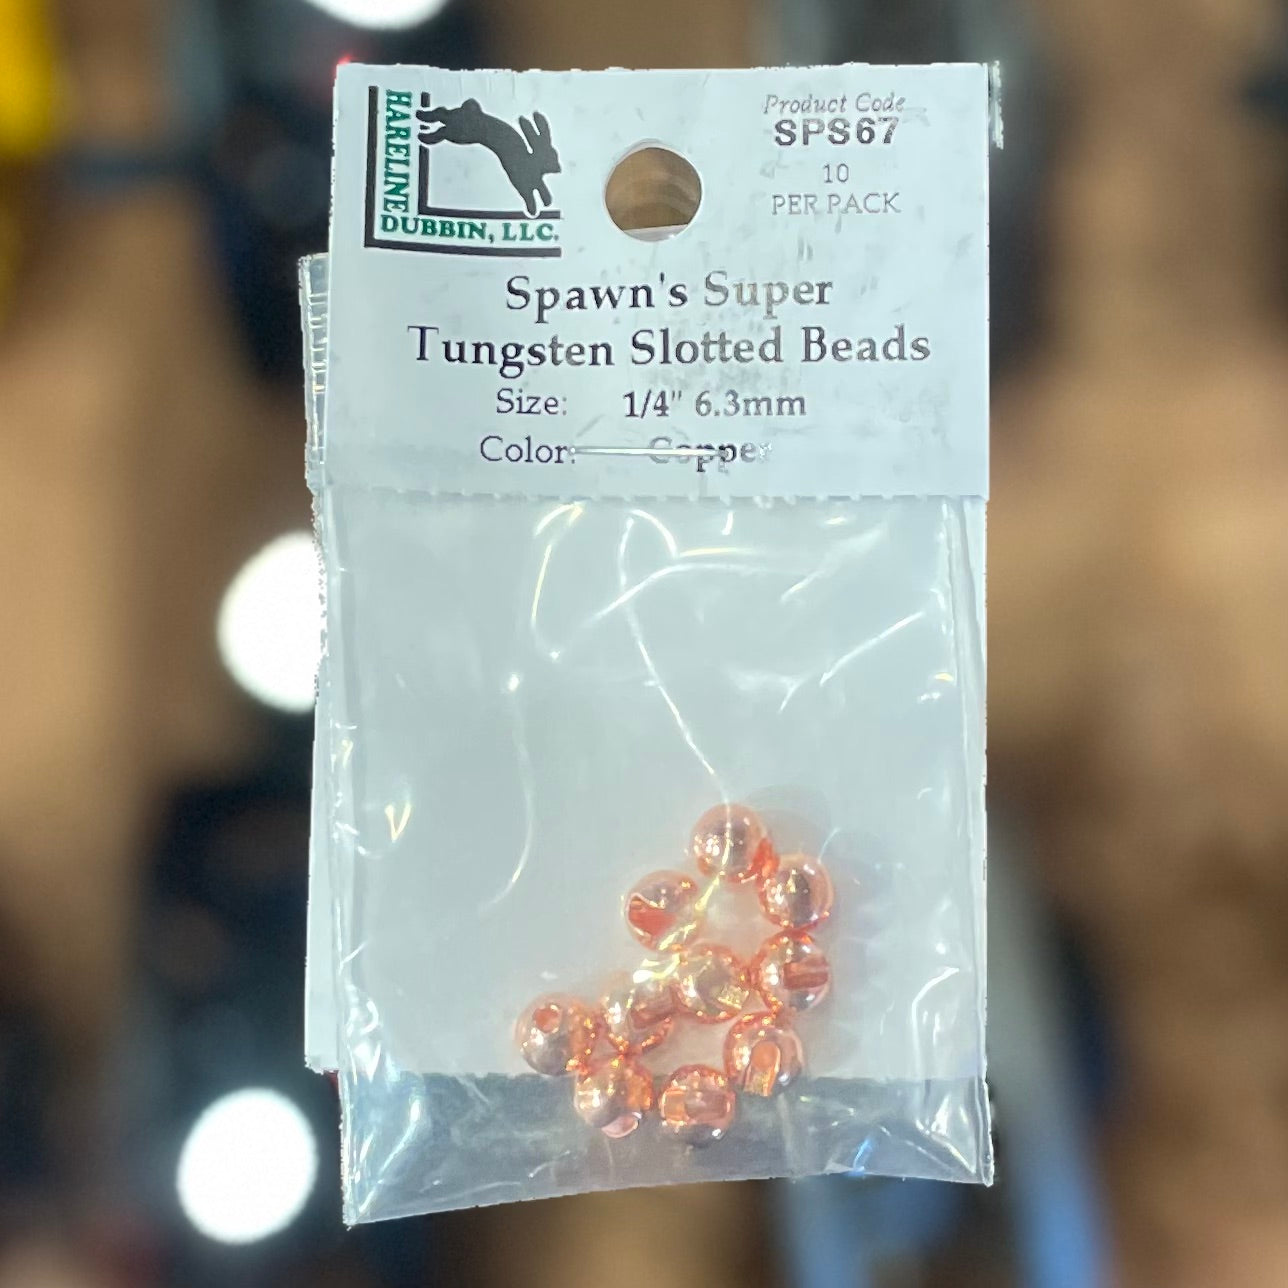 HARELINE
DUBBIN, LLC.
Product Code
SPS67
10
PER PACK
Spawn's Super
Tungsten Slotted Beads
Size: 1/4" 6.3mm
Color: Copper